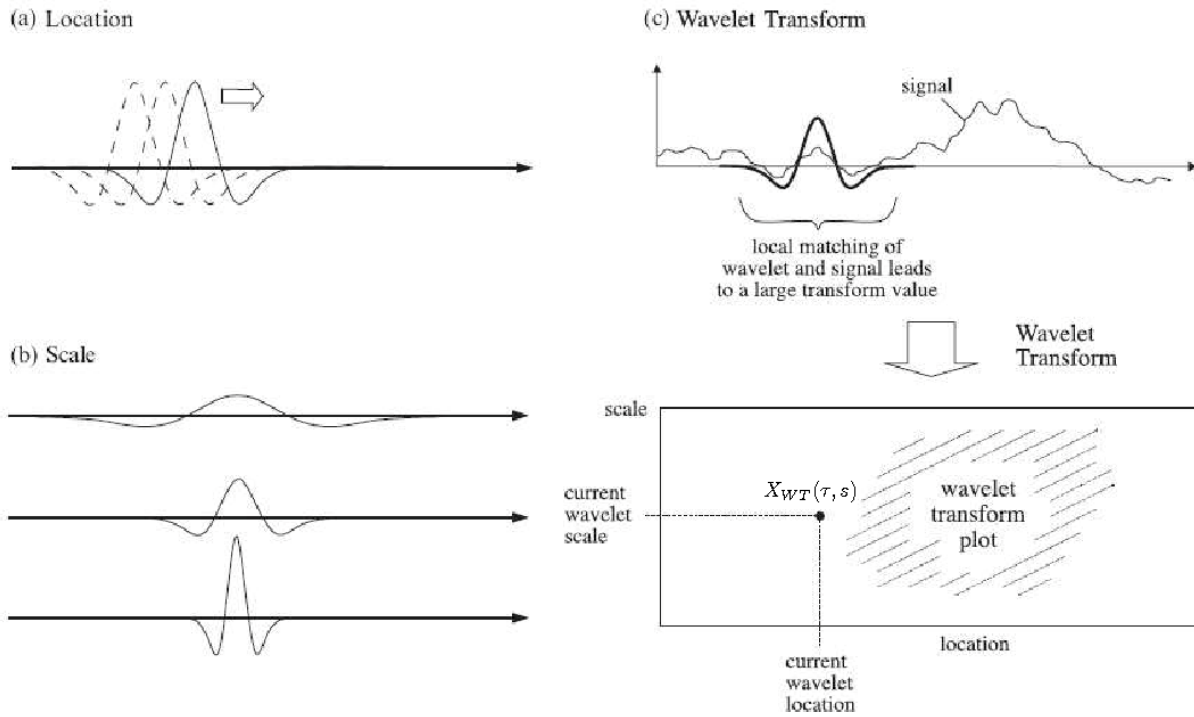 (a) Location
(c) Wavelet Transform
signal
local matching of
wavelet and signal leads
to a large transform value
(b) Scale
Wavelet
Transform
scale
current
wavelet
scale
X_{WT}(τ, s)
wavelet
transform
plot
location
current
wavelet
location